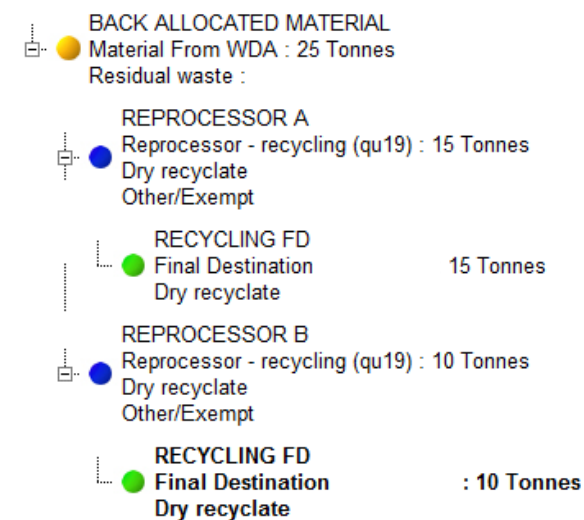 BACK ALLOCATED MATERIAL
Material From WDA : 25 Tonnes
Residual waste :
REPROCESSOR A
Reprocessor - recycling (qu19) : 15 Tonnes
Dry recyclate
Other/Exempt
RECYCLING FD
Final Destination 15 Tonnes
Dry recyclate
REPROCESSOR B
Reprocessor - recycling (qu19) : 10 Tonnes
Dry recyclate
Other/Exempt
RECYCLING FD
Final Destination : 10 Tonnes
Dry recyclate